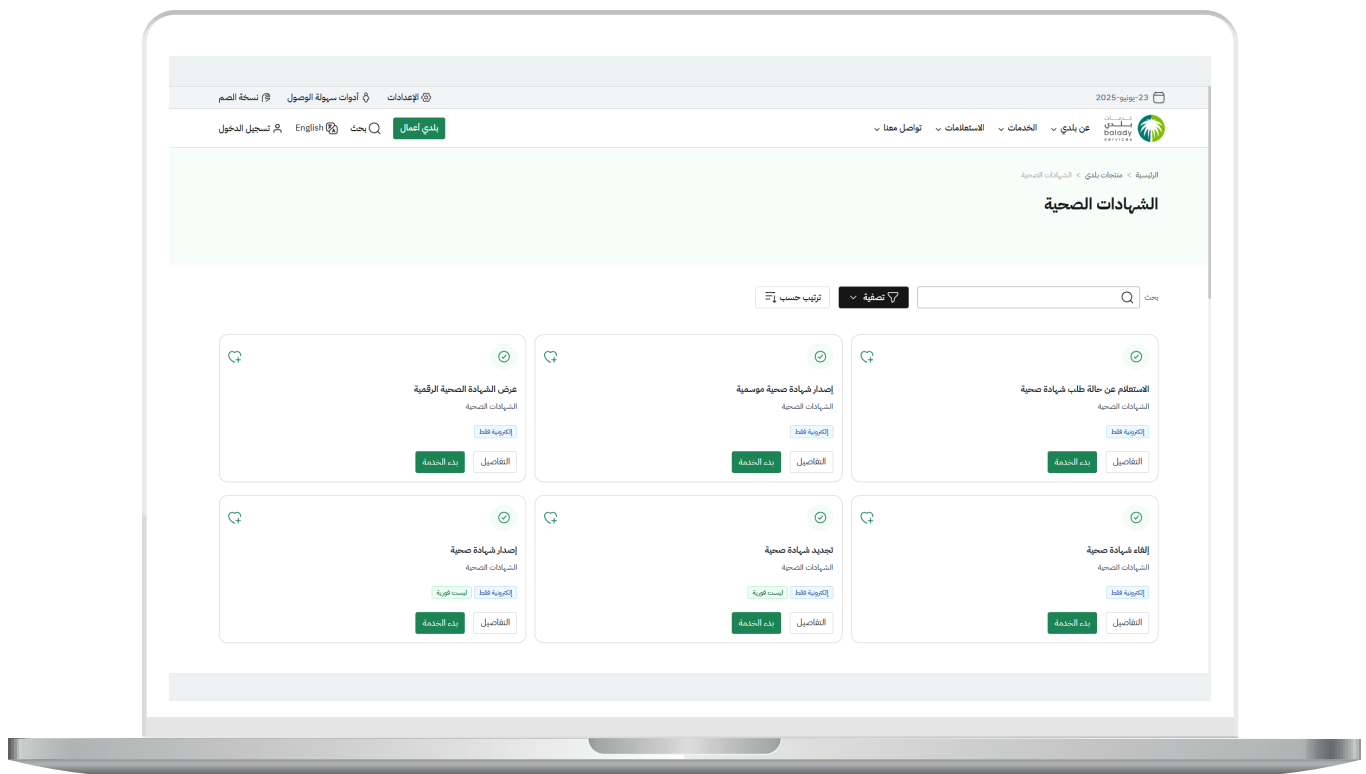 23-يونيو-2025
الإعدادات
أدوات سهولة الوصول
نسخة الصم
خدمات
بلدي
balady
services
عن بلدي
الخدمات
الاستعلامات
تواصل معنا
بلدي أعمال
بحث
English
تسجيل الدخول
الرئيسية > منتجات بلدي > الشهادات الصحية
الشهادات الصحية
بحث
تصفية
ترتيب حسب
الاستعلام عن حالة طلب شهادة صحية
الشهادات الصحية
إلكترونية فقط
التفاصيل
بدء الخدمة
إصدار شهادة صحية موسمية
الشهادات الصحية
إلكترونية فقط
التفاصيل
بدء الخدمة
عرض الشهادة الصحية الرقمية
الشهادات الصحية
إلكترونية فقط
التفاصيل
بدء الخدمة
إلغاء شهادة صحية
الشهادات الصحية
إلكترونية فقط
التفاصيل
بدء الخدمة
تجديد شهادة صحية
الشهادات الصحية
إلكترونية فقط
ليست فورية
التفاصيل
بدء الخدمة
إصدار شهادة صحية
الشهادات الصحية
إلكترونية فقط
ليست فورية
التفاصيل
بدء الخدمة